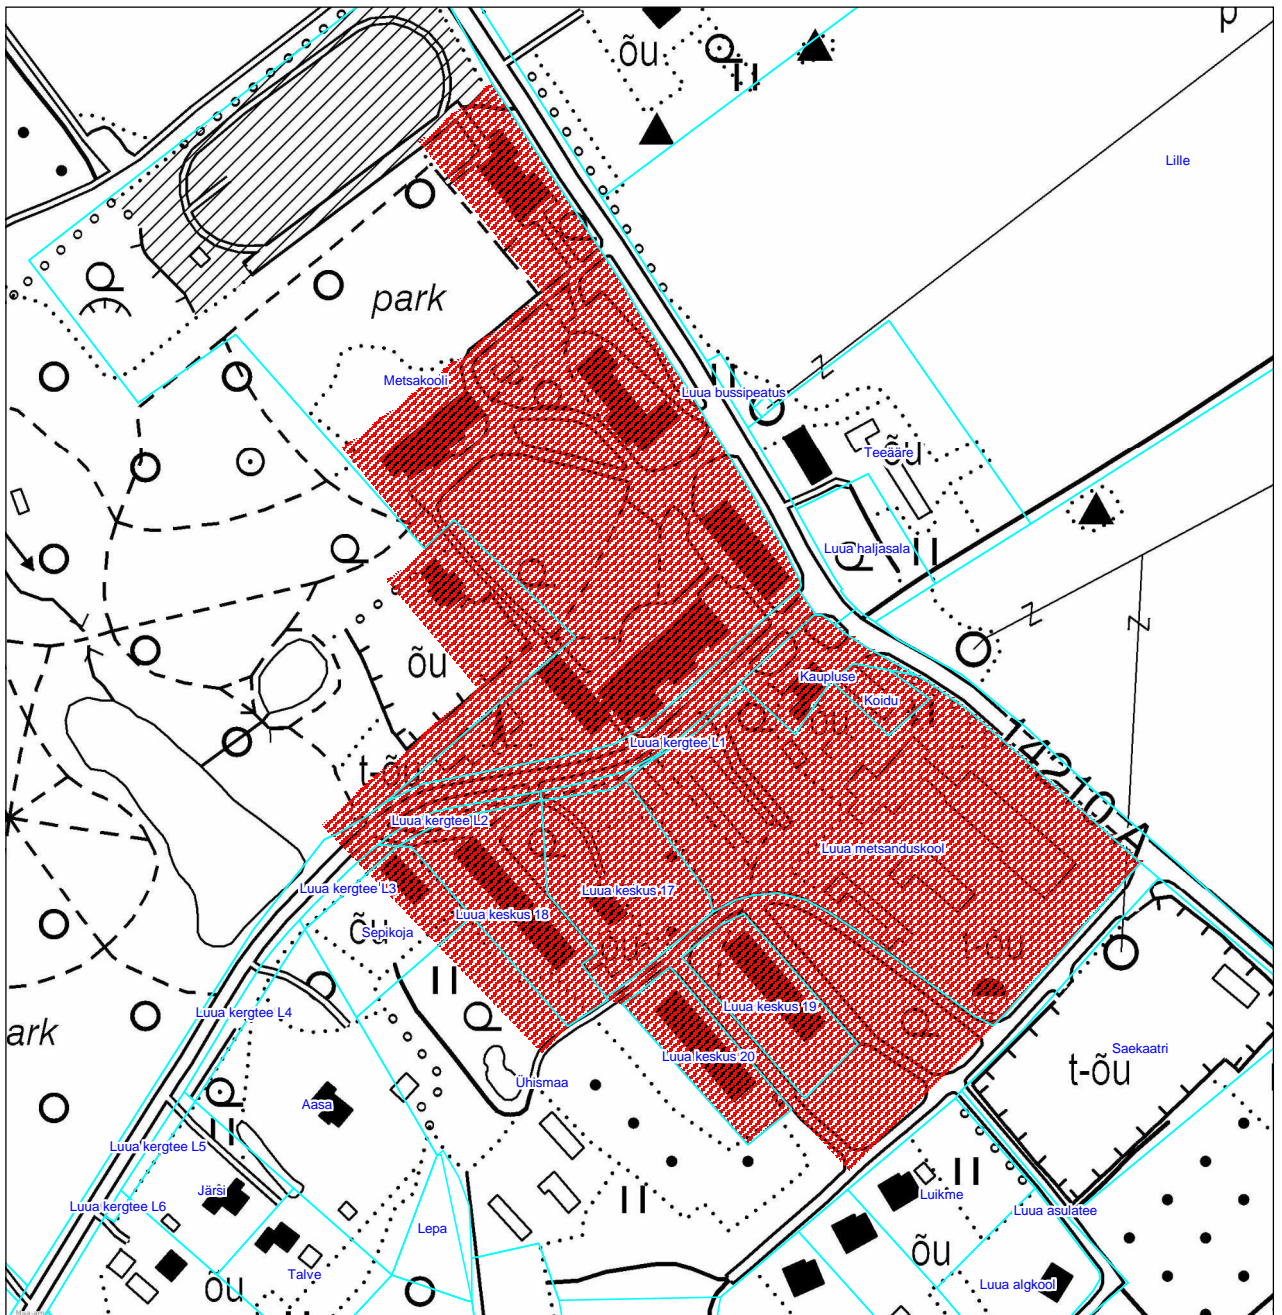 p
õu
Lille
park
Metsakooli
Luua bussipeatus
õu
Teeääre
Luua haljasala
Z
Z
Z
õu
Kaupluse
Koidu
õu
Luua kergtee L1
14210 A
t-õu
Luua kergtee L2
Luua metsanduskool
Luua kergtee L3
Luua keskus 17
Luua keskus 18
õu
Sepikoja
õu
t-õu
Luua keskus 19
Luua kergtee L4
ark
Luua keskus 20
Saekaatri
t-õu
Ühismaa
Aasa
Luua kergtee L5
Järsi
Luikme
Luua kergtee L6
Luua asulatee
Lepa
õu
Talve
õu
Luua algkool